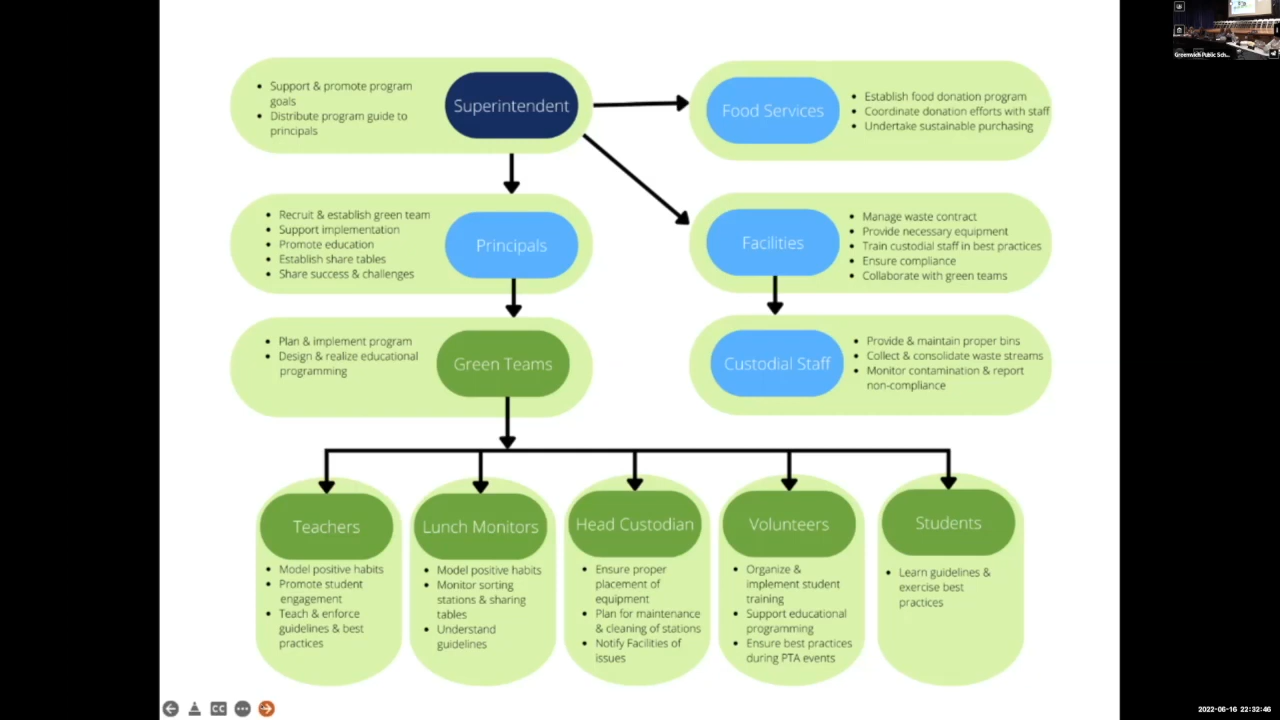 Support & promote program
goals
Distribute program guide to
principals
Superintendent
Food Services
Establish food donation program
Coordinate donation efforts with staff
Undertake sustainable purchasing
Recruit & establish green team
Support implementation
Promote education
Establish share tables
Share success & challenges
Principals
Facilities
Manage waste contract
Provide necessary equipment
Train custodial staff in best practices
Ensure compliance
Collaborate with green teams
Plan & implement program
Design & realize educational
programming
Green Teams
Custodial Staff
Provide & maintain proper bins
Collect & consolidate waste streams
Monitor contamination & report
non-compliance
Teachers
Model positive habits
Promote student
engagement
Teach & enforce
guidelines & best
practices
Lunch Monitors
Model positive habits
Monitor sorting
stations & sharing
tables
Understand
guidelines
Head Custodian
Ensure proper
placement of
equipment
Plan for maintenance
& cleaning of stations
Notify Facilities of
issues
Volunteers
Organize &
implement student
training
Support educational
programming
Ensure best practices
during PTA events
Students
Learn guidelines &
exercise best
practices
Greenwich Public Sch...
CC
2022-06-16 22:32:46